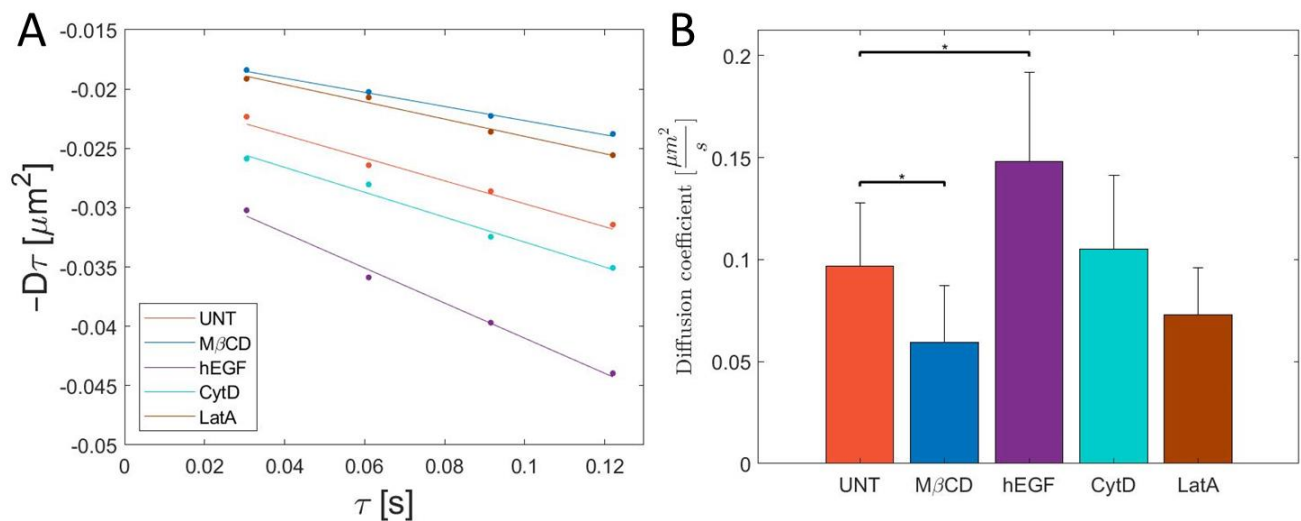 A
-0.015
-0.02
-0.025
-0.03
-0.035
-0.04
-0.045
-0.05
−Dτ [μm²]
UNT
MβCD
hEGF
CytD
LatA
0 0.02 0.04 0.06 0.08 0.1 0.12
τ [s]
B
0.2
0.15
0.1
0.05
0
Diffusion coefficient [μm²/s]
*
*
UNT MβCD hEGF CytD LatA